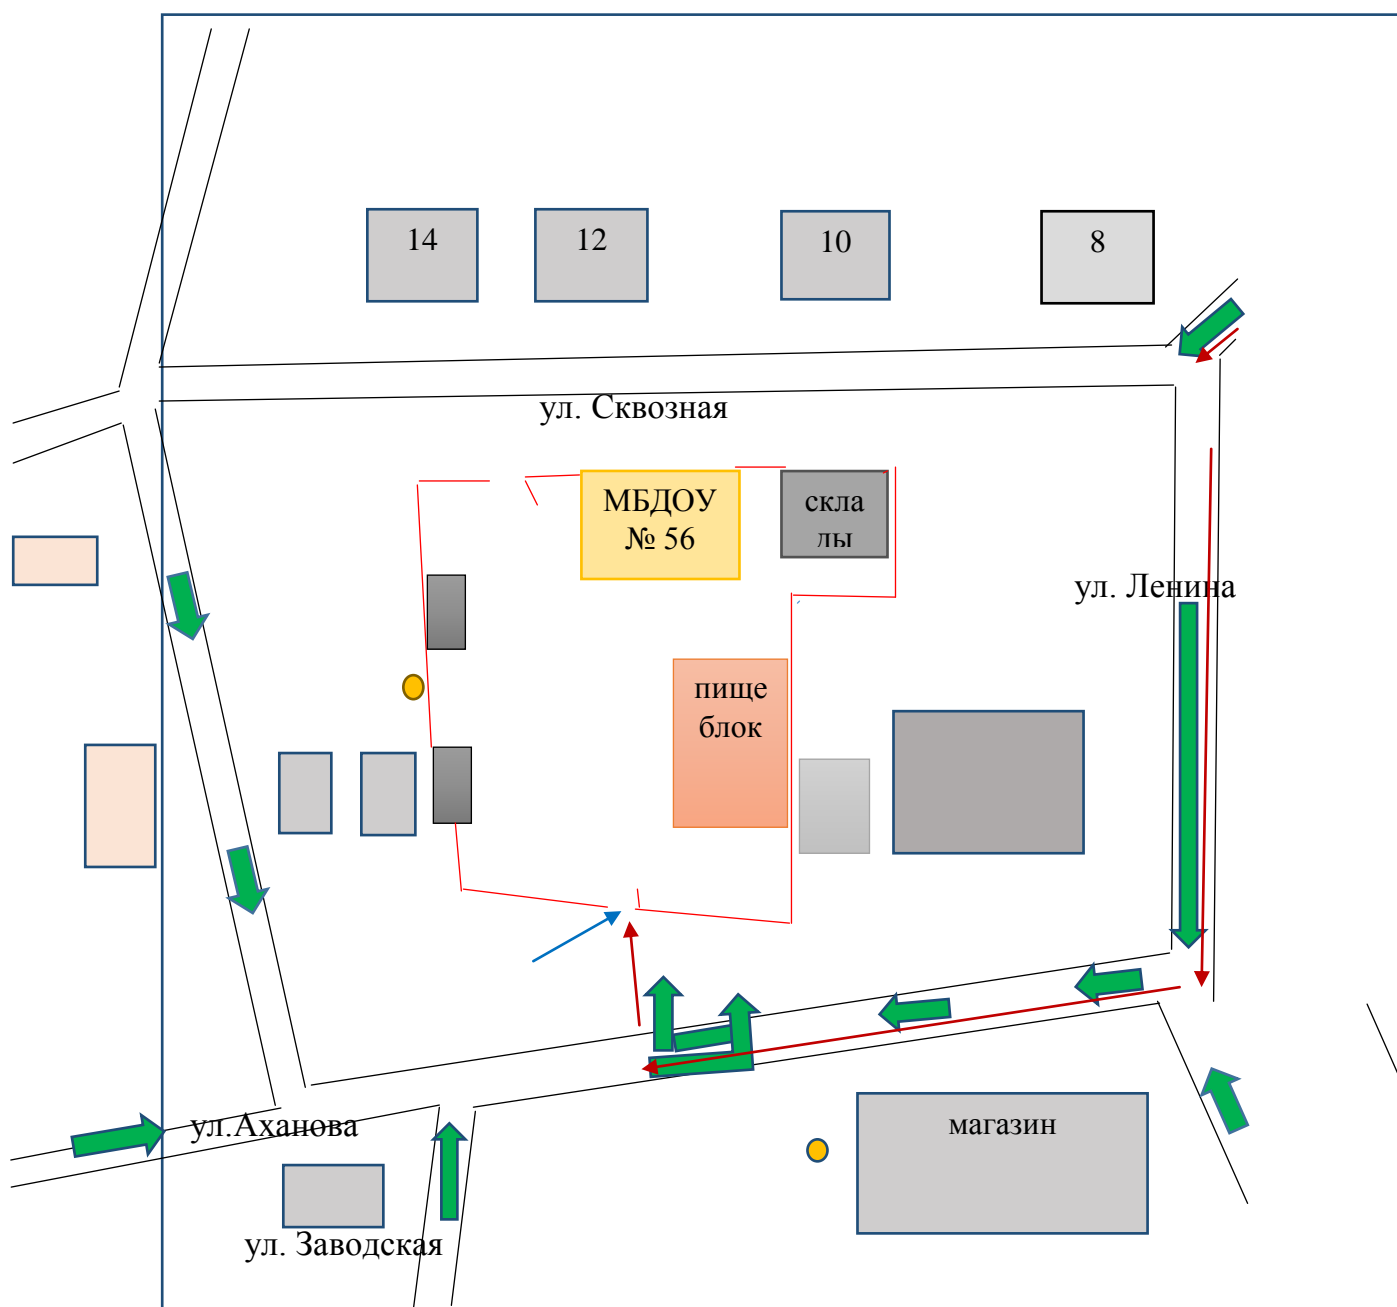 14
12
10
8
ул. Сквозная
МБДОУ
№ 56
скла
ды
ул. Ленина
пище
блок
ул.Аханова
магазин
ул. Заводская